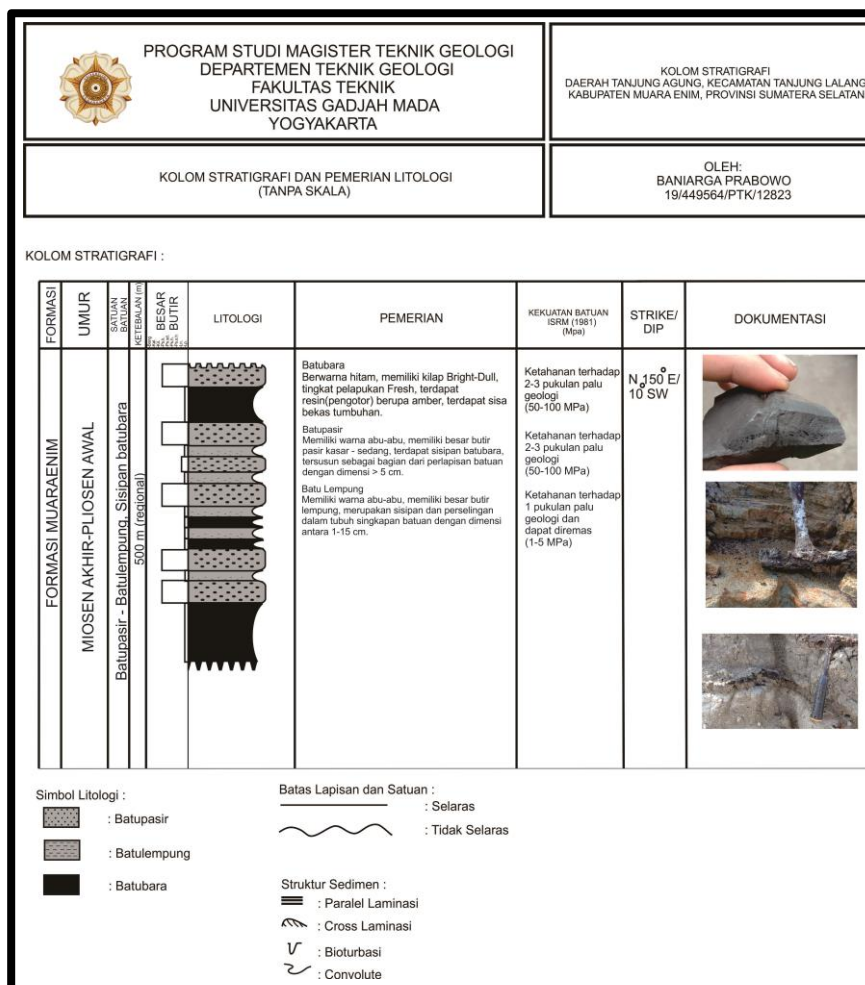 PROGRAM STUDI MAGISTER TEKNIK GEOLOGI
DEPARTEMEN TEKNIK GEOLOGI
FAKULTAS TEKNIK
UNIVERSITAS GADJAH MADA
YOGYAKARTA
KOLOM STRATIGRAFI
DAERAH TANJUNG AGUNG, KECAMATAN TANJUNG LALANG
KABUPATEN MUARA ENIM, PROVINSI SUMATERA SELATAN
KOLOM STRATIGRAFI DAN PEMERIAN LITOLOGI
(TANPA SKALA)
OLEH:
BANIARGA PRABOWO
19/449564/PTK/12823
KOLOM STRATIGRAFI :
FORMASI
UMUR
SATUAN
BATUAN
KETEBALAN (m)
BESAR
BUTIR
LITOLOGI
PEMERIAN
KEKUATAN BATUAN
ISRM (1981)
(Mpa)
STRIKE/
DIP
DOKUMENTASI
FORMASI MUARAENIM
MIOSEN AKHIR-PLIOSEN AWAL
Batupasir - Batulempung, Sisipan batubara
500 m (regional)
Batubara
Berwarna hitam, memiliki kilap Bright-Dull,
tingkat pelapukan Fresh, terdapat
resin(pengotor) berupa amber, terdapat sisa
bekas tumbuhan.
Batupasir
Memiliki warna abu-abu, memiliki besar butir
pasir kasar - sedang, terdapat sisipan batubara,
tersusun sebagai bagian dari perlapisan batuan
dengan dimensi > 5 cm.
Batu Lempung
Memiliki warna abu-abu, memiliki besar butir
lempung, merupakan sisipan dan perselingan
dalam tubuh singkapan batuan dengan dimensi
antara 1-15 cm.
Ketahanan terhadap
2-3 pukulan palu
geologi
(50-100 MPa)
Ketahanan terhadap
2-3 pukulan palu
geologi
(50-100 MPa)
Ketahanan terhadap
1 pukulan palu
geologi dan
dapat diremas
(1-5 MPa)
N 150° E/
10° SW
Simbol Litologi :
: Batupasir
: Batulempung
: Batubara
Batas Lapisan dan Satuan :
: Selaras
: Tidak Selaras
Struktur Sedimen :
: Paralel Laminasi
: Cross Laminasi
: Bioturbasi
: Convolute